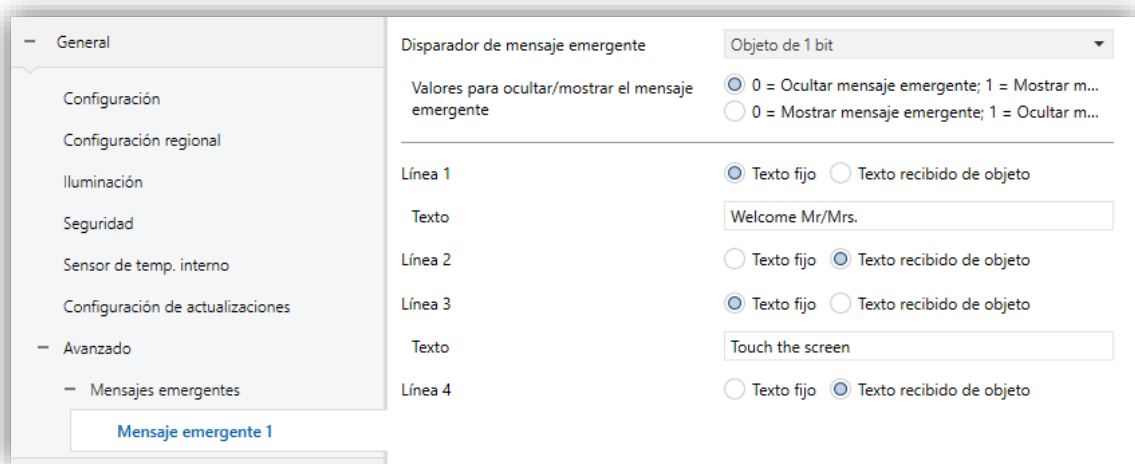 General
Configuración
Configuración regional
Iluminación
Seguridad
Sensor de temp. interno
Configuración de actualizaciones
Avanzado
Mensajes emergentes
Mensaje emergente 1
Disparador de mensaje emergente
Objeto de 1 bit
Valores para ocultar/mostrar el mensaje
emergente
0 = Ocultar mensaje emergente; 1 = Mostrar m...
0 = Mostrar mensaje emergente; 1 = Ocultar m...
Línea 1
Texto fijo Texto recibido de objeto
Texto
Welcome Mr/Mrs.
Línea 2
Texto fijo Texto recibido de objeto
Línea 3
Texto fijo Texto recibido de objeto
Texto
Touch the screen
Línea 4
Texto fijo Texto recibido de objeto